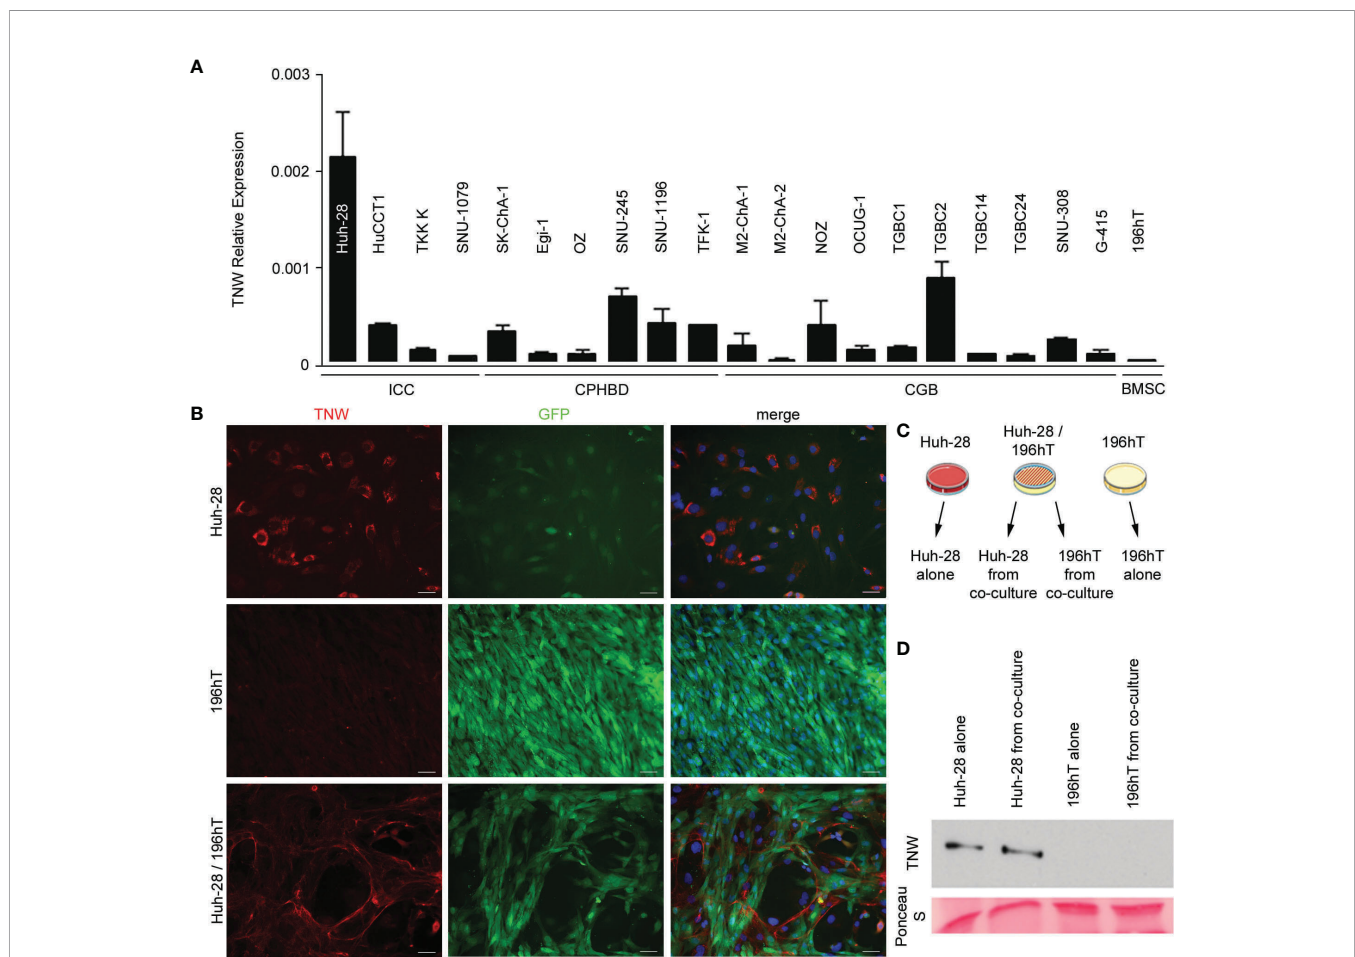 A
0.003
0.002
0.001
0
TNW Relative Expression
Huh-28
HuCCT1
TKK K
SNU-1079
SK-ChA-1
Egi-1
OZ
SNU-245
SNU-1196
TFK-1
M2-ChA-1
M2-ChA-2
NOZ
OCUG-1
TGBC1
TGBC2
TGBC14
TGBC24
SNU-308
G-415
196hT
ICC
CPHBD
CGB
BMSC
B
TNW
GFP
merge
Huh-28
196hT
Huh-28 / 196hT
C
Huh-28
Huh-28 /
196hT
196hT
Huh-28
alone
Huh-28
from
co-culture
196hT
from
co-culture
196hT
alone
D
Huh-28 alone
Huh-28 from co-culture
196hT alone
196hT from co-culture
TNW
Ponceau
S